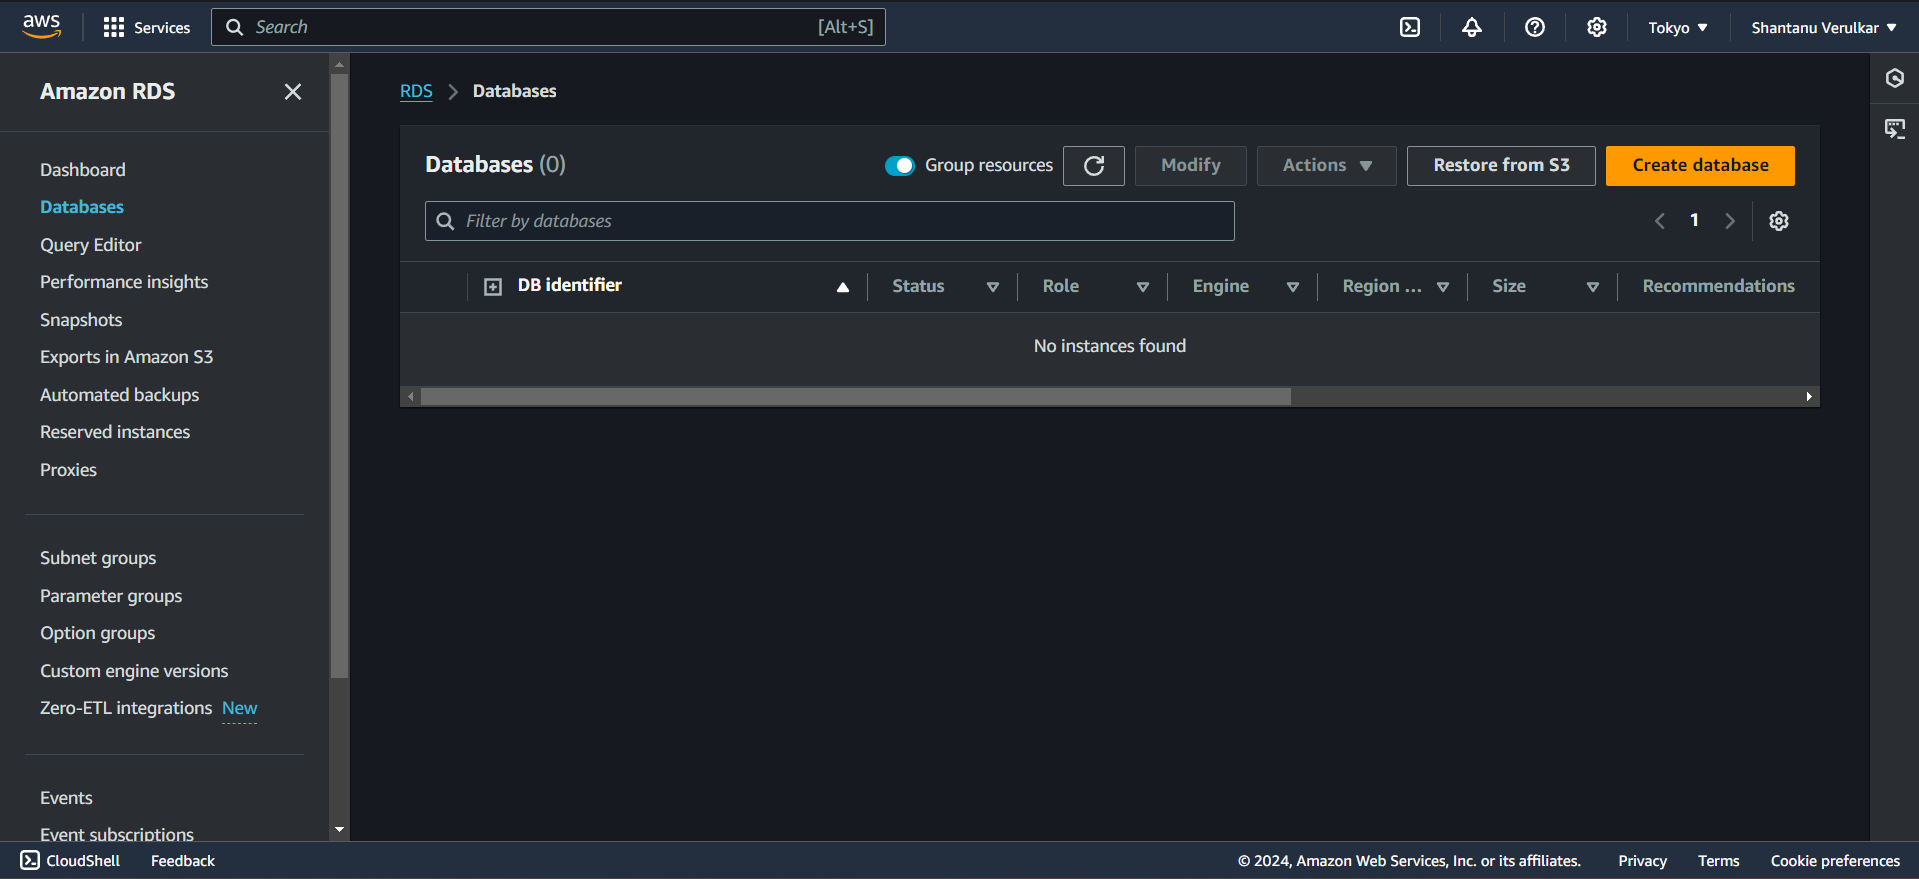 aws
Services
Search [Alt+S]
Tokyo
Shantanu Verulkar
Amazon RDS
Dashboard
Databases
Query Editor
Performance insights
Snapshots
Exports in Amazon S3
Automated backups
Reserved instances
Proxies
Subnet groups
Parameter groups
Option groups
Custom engine versions
Zero-ETL integrations New
Events
Event subscriptions
RDS > Databases
Databases (0)
Group resources
Modify
Actions
Restore from S3
Create database
Filter by databases
1
DB identifier Status Role Engine Region ... Size Recommendations
No instances found
CloudShell Feedback
© 2024, Amazon Web Services, Inc. or its affiliates. Privacy Terms Cookie preferences